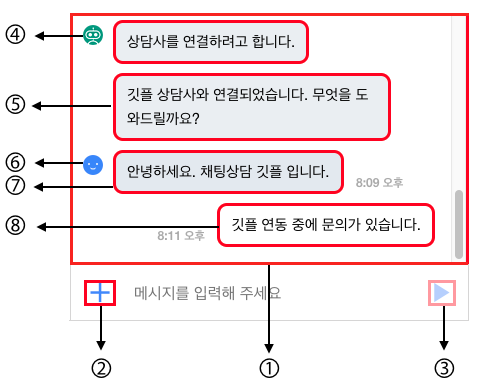 ④
상담사를 연결하려고 합니다.
⑤
깃플 상담사와 연결되었습니다. 무엇을 도
와드릴까요?
⑥
안녕하세요. 채팅상담 깃플 입니다.
⑦
8:09 오후
⑧
깃플 연동 중에 문의가 있습니다.
8:11 오후
메시지를 입력해 주세요
② ① ③